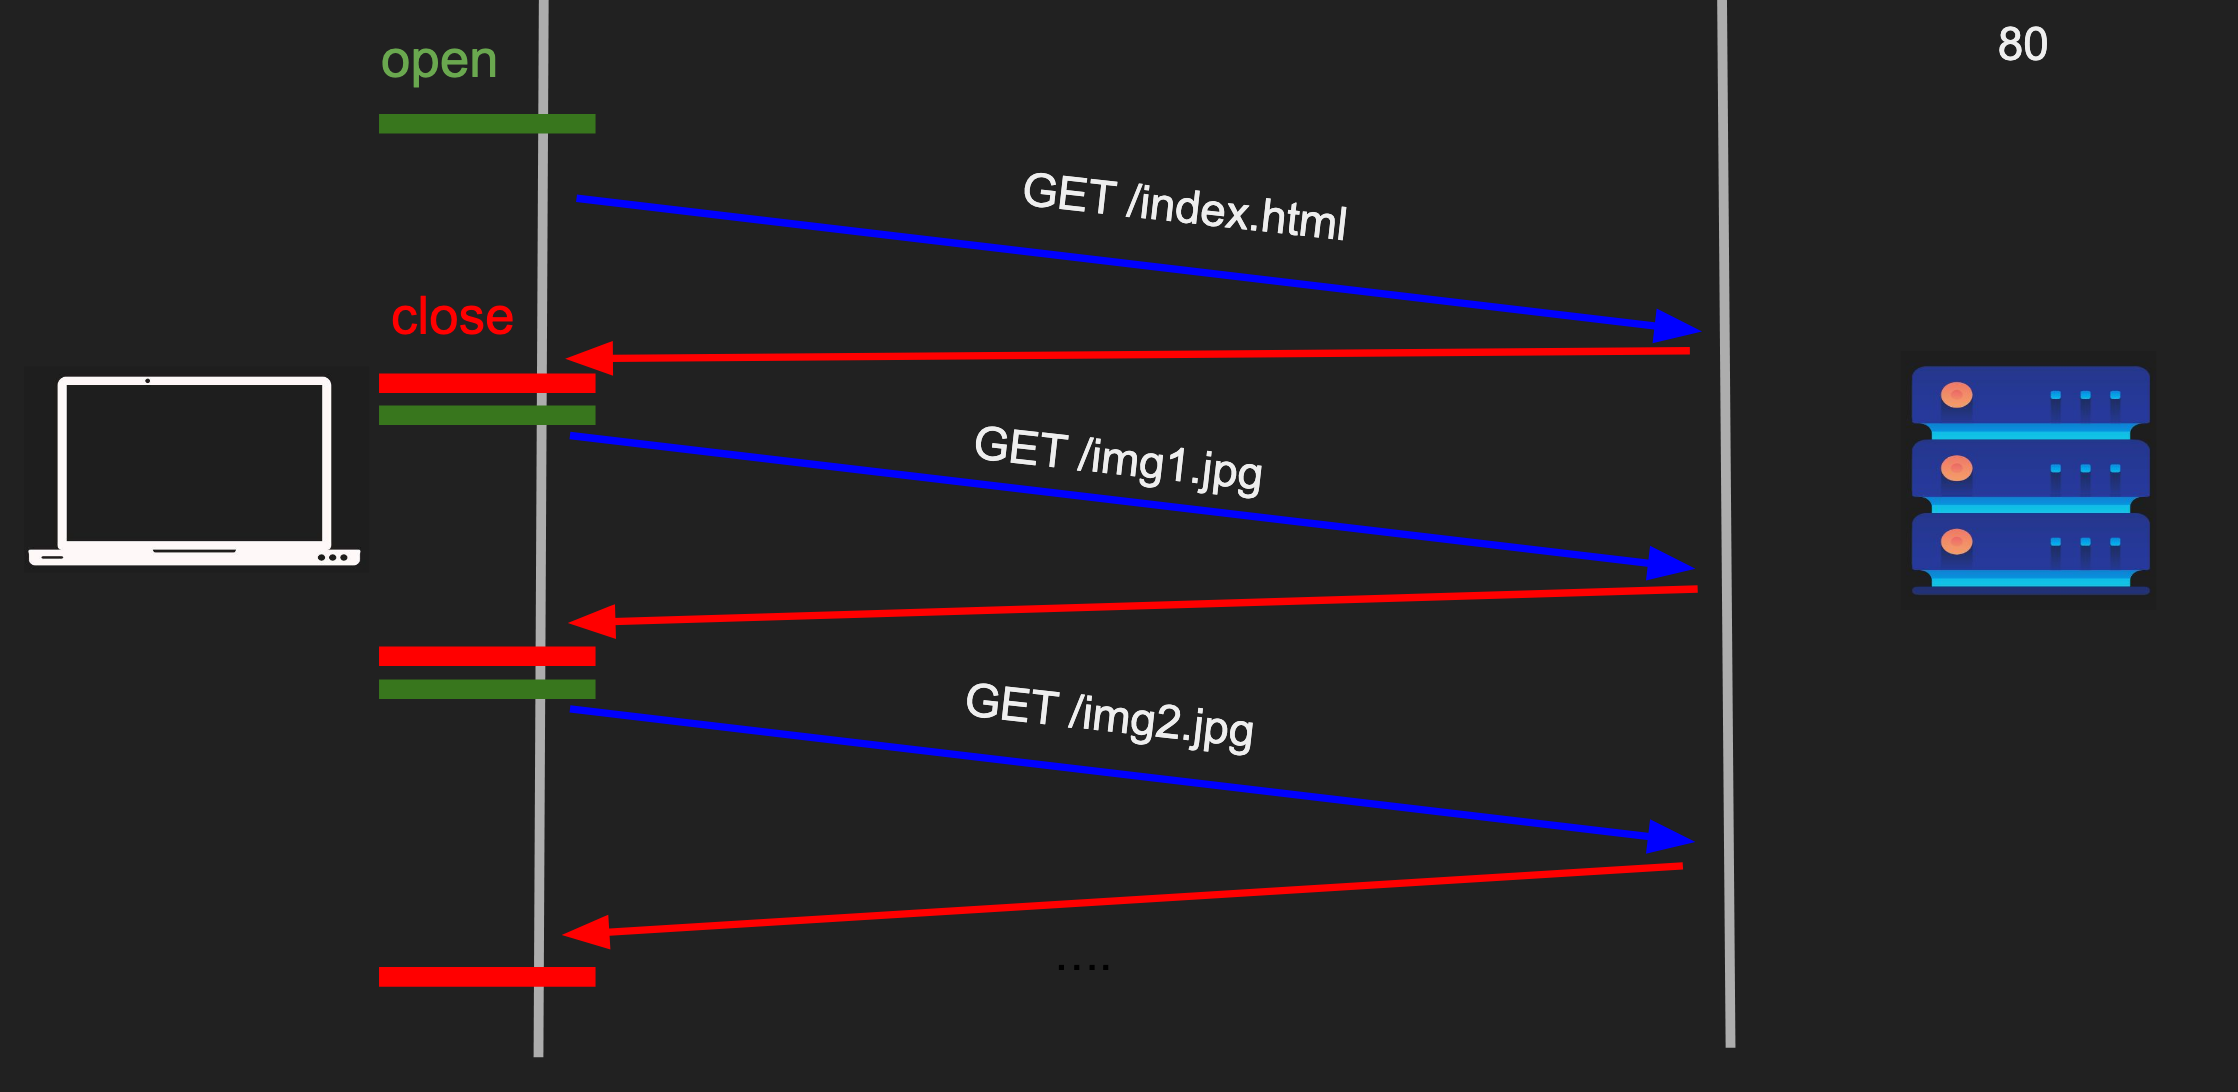 open
80
GET /index.html
close
GET /img1.jpg
GET /img2.jpg
....